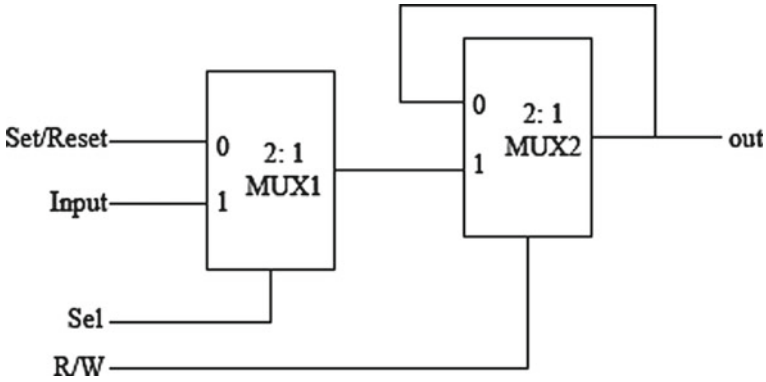 Set/Reset
Input
Sel
R/W
0
1
2: 1
MUX1
0
1
2: 1
MUX2
out